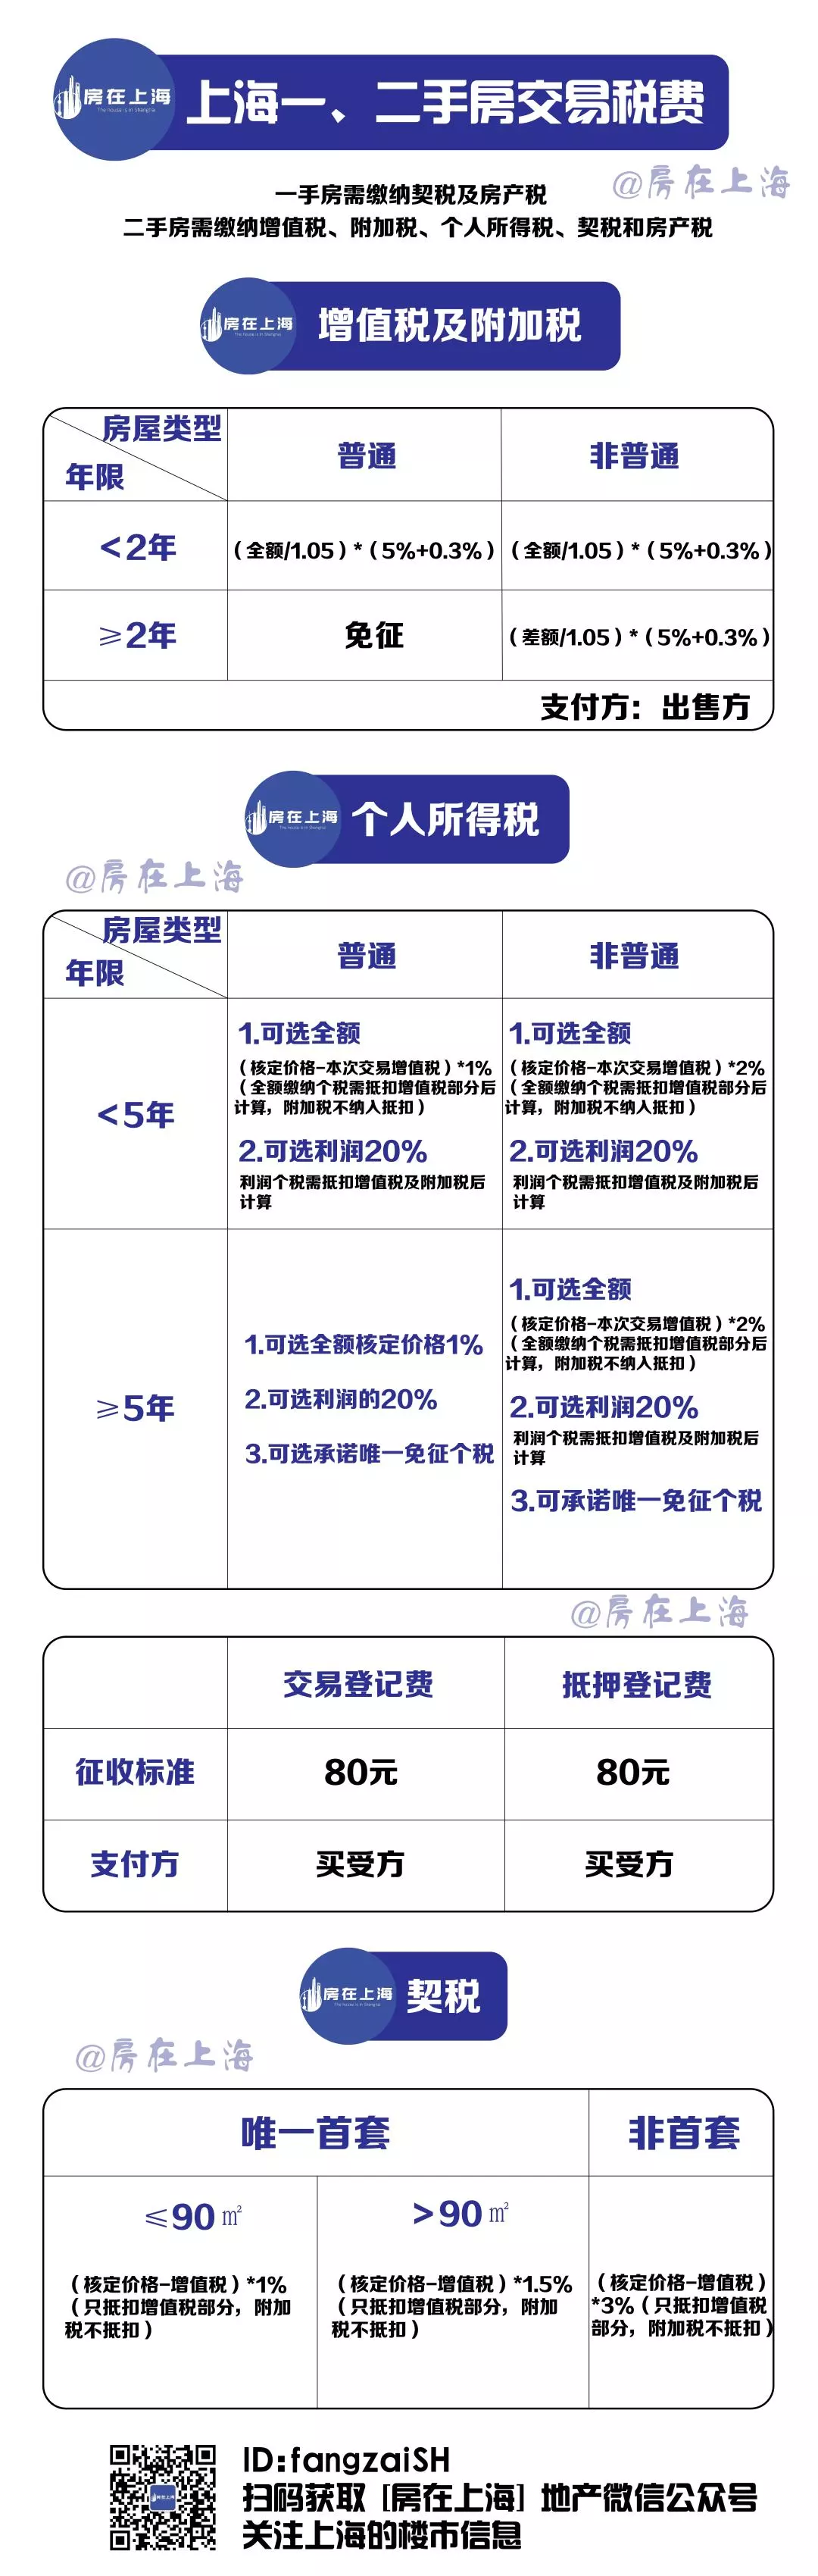 房在上海
The house is in Shanghai
上海一、二手房交易税费
@房在上海
一手房需缴纳契税及房产税
二手房需缴纳增值税、附加税、个人所得税、契税和房产税
房在上海
The house is in Shanghai
增值税及附加税
房屋类型
年限
普通
非普通
<2年
（全额/1.05）*（5%+0.3%）
（全额/1.05）*（5%+0.3%）
≥2年
免征
（差额/1.05）*（5%+0.3%）
支付方：出售方
房在上海
The house is in Shanghai
个人所得税
@房在上海
房屋类型
年限
普通
非普通
<5年
1.可选全额
（核定价格-本次交易增值税）*1%
（全额缴纳个税需抵扣增值税部分后
计算，附加税不纳入抵扣）
2.可选利润20%
利润个税需抵扣增值税及附加税后
计算
1.可选全额
（核定价格-本次交易增值税）*2%
（全额缴纳个税需抵扣增值税部分后
计算，附加税不纳入抵扣）
2.可选利润20%
利润个税需抵扣增值税及附加税后
计算
≥5年
1.可选全额核定价格1%
2.可选利润的20%
3.可选承诺唯一免征个税
1.可选全额
（核定价格-本次交易增值税）*2%
（全额缴纳个税需抵扣增值税部分后
计算，附加税不纳入抵扣）
2.可选利润20%
利润个税需抵扣增值税及附加税后
计算
3.可承诺唯一免征个税
@房在上海
交易登记费
抵押登记费
征收标准
80元
80元
支付方
买受方
买受方
房在上海
The house is in Shanghai
契税
@房在上海
唯一首套
非首套
≤90㎡
>90㎡
（核定价格-增值税）*1%
（只抵扣增值税部分，附加
税不抵扣）
（核定价格-增值税）*1.5%
（只抵扣增值税部分，附加
税不抵扣）
（核定价格-增值税）
*3%（只抵扣增值税
部分，附加税不抵扣）
房在上海
ID:fangzaiSH
扫码获取［房在上海］地产微信公众号
关注上海的楼市信息